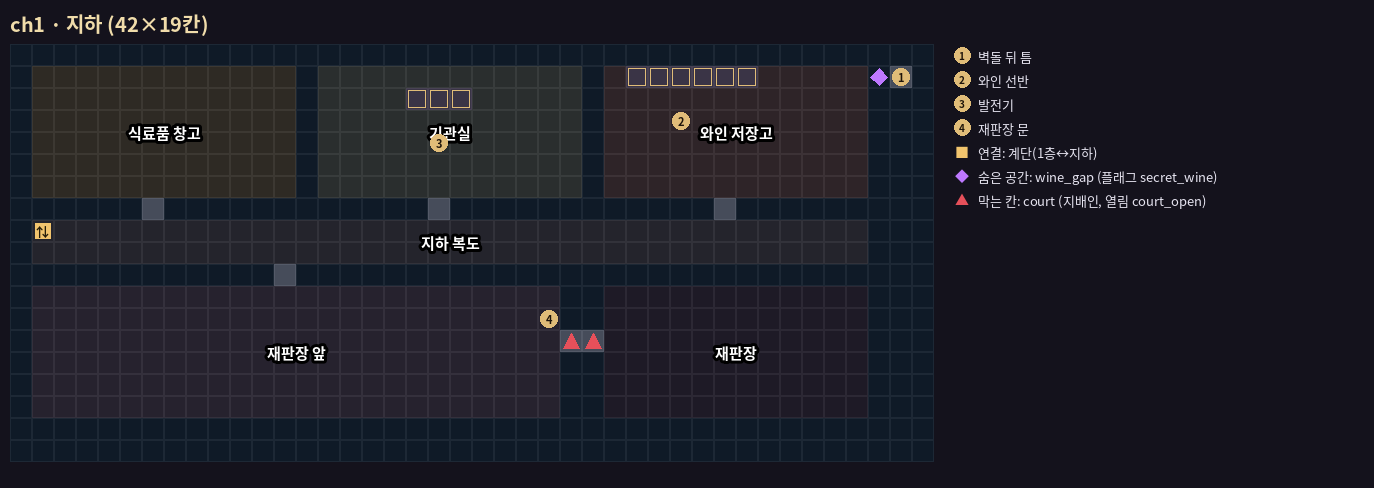 ch1 · 지하 (42×19칸)
1 벽돌 뒤 틈
2 와인 선반
3 발전기
4 재판장 문
연결: 계단(1층↔지하)
숨은 공간: wine_gap (플래그 secret_wine)
막는 칸: court (지배인, 열림 court_open)
1
2
식료품 창고
기관실
와인 저장고
3
지하 복도
4
재판장 앞
재판장